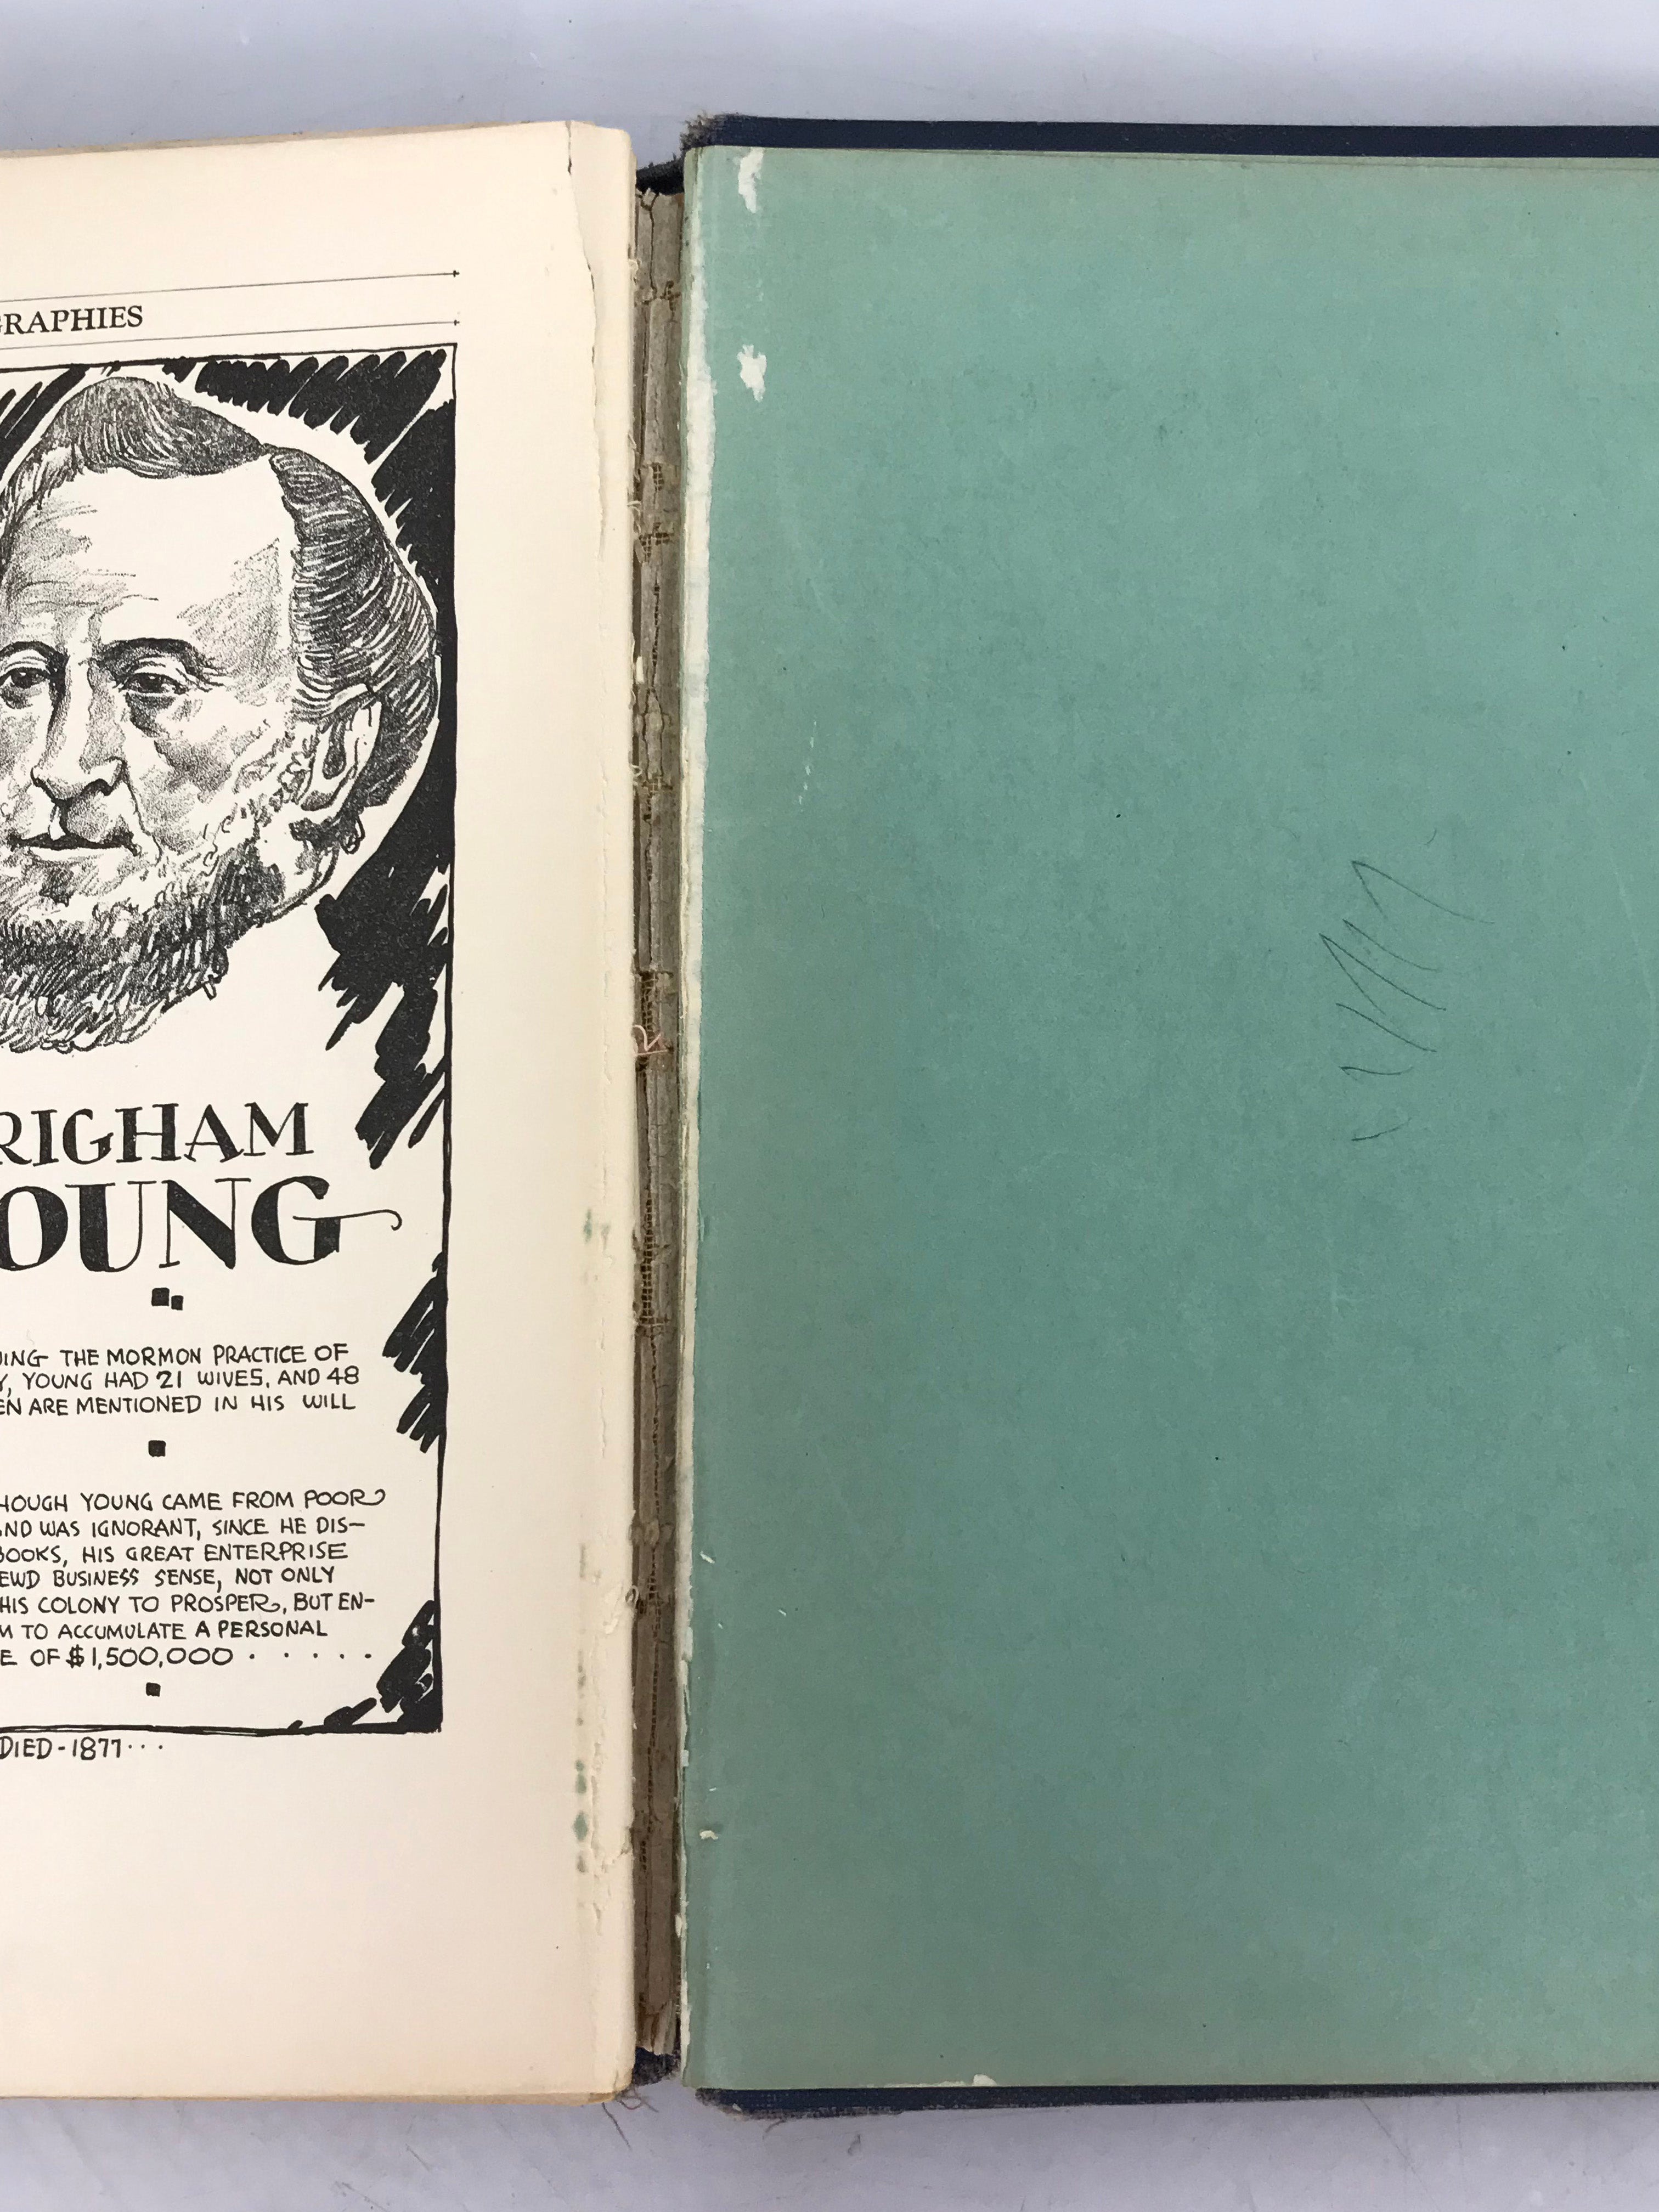 GRAPHIES
RIGHAM
OUNG
ING THE MORMON PRACTICE OF
Y, YOUNG HAD 21 WIVES, AND 48
EN ARE MENTIONED IN HIS WILL
HOUGH YOUNG CAME FROM POOR
ND WAS IGNORANT, SINCE HE DIS-
BOOKS, HIS GREAT ENTERPRISE
EWD BUSINESS SENSE, NOT ONLY
HIS COLONY TO PROSPER, BUT EN-
M TO ACCUMULATE A PERSONAL
E OF $1,500,000 · · · · ·
DIED-1877···